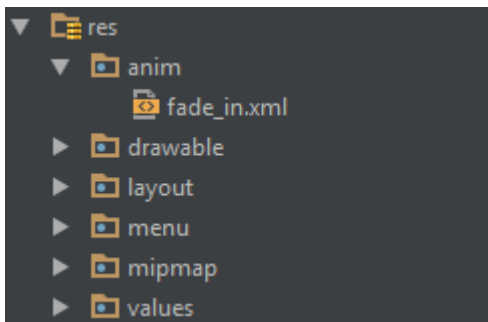 res
anim
fade_in.xml
drawable
layout
menu
mipmap
values